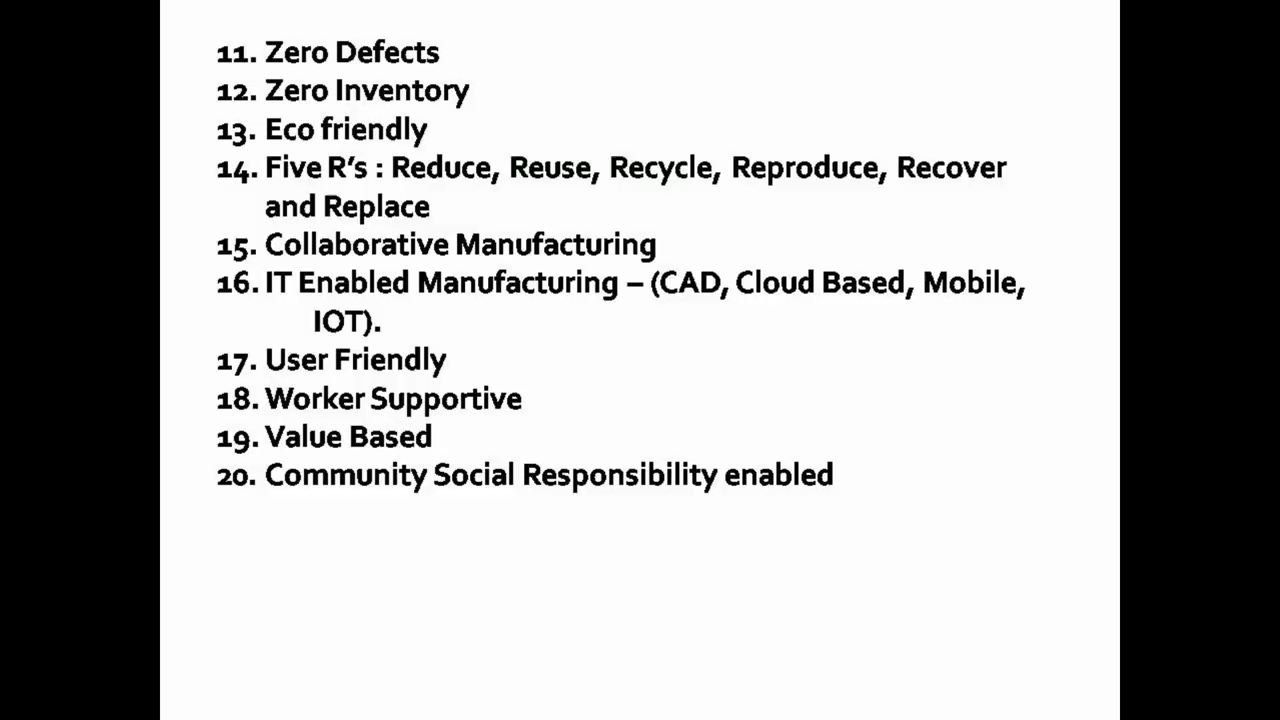 11. Zero Defects
12. Zero Inventory
13. Eco friendly
14. Five R’s : Reduce, Reuse, Recycle, Reproduce, Recover
and Replace
15. Collaborative Manufacturing
16. IT Enabled Manufacturing – (CAD, Cloud Based, Mobile,
IOT).
17. User Friendly
18. Worker Supportive
19. Value Based
20. Community Social Responsibility enabled